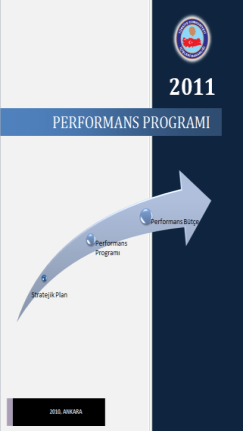 2011
PERFORMANS PROGRAMI
Performans Bütçe
Performans
Programı
Stratejik Plan
2010, ANKARA